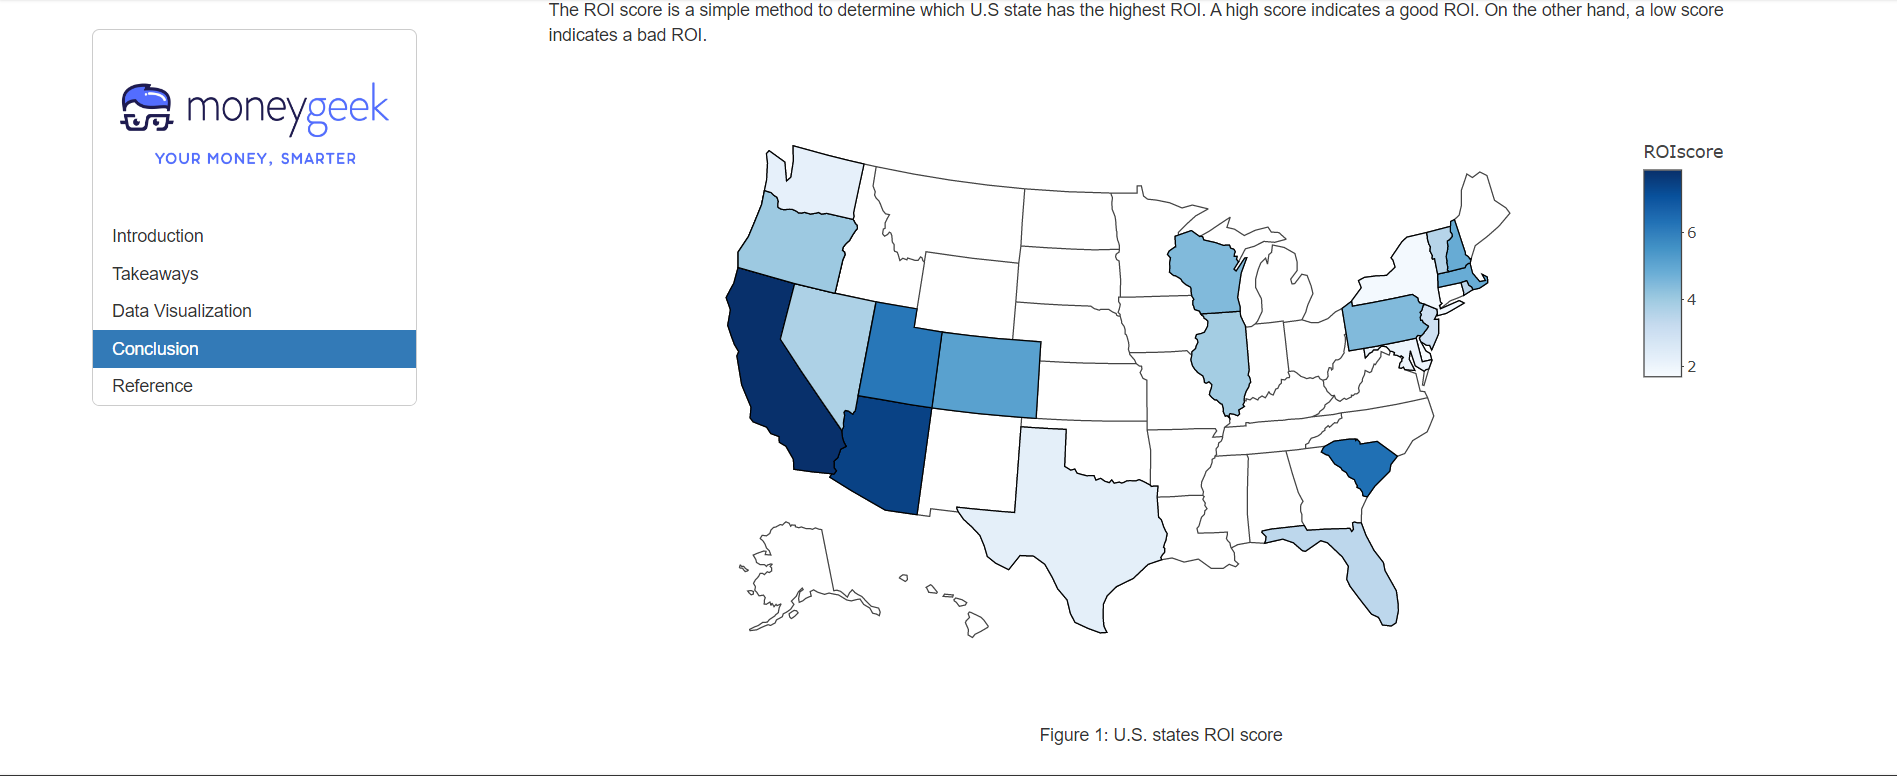 The ROI score is a simple method to determine which U.S state has the highest ROI. A high score indicates a good ROI. On the other hand, a low score
indicates a bad ROI.
moneygeek
YOUR MONEY, SMARTER
Introduction
Takeaways
Data Visualization
Conclusion
Reference
ROIscore
6
4
2
Figure 1: U.S. states ROI score